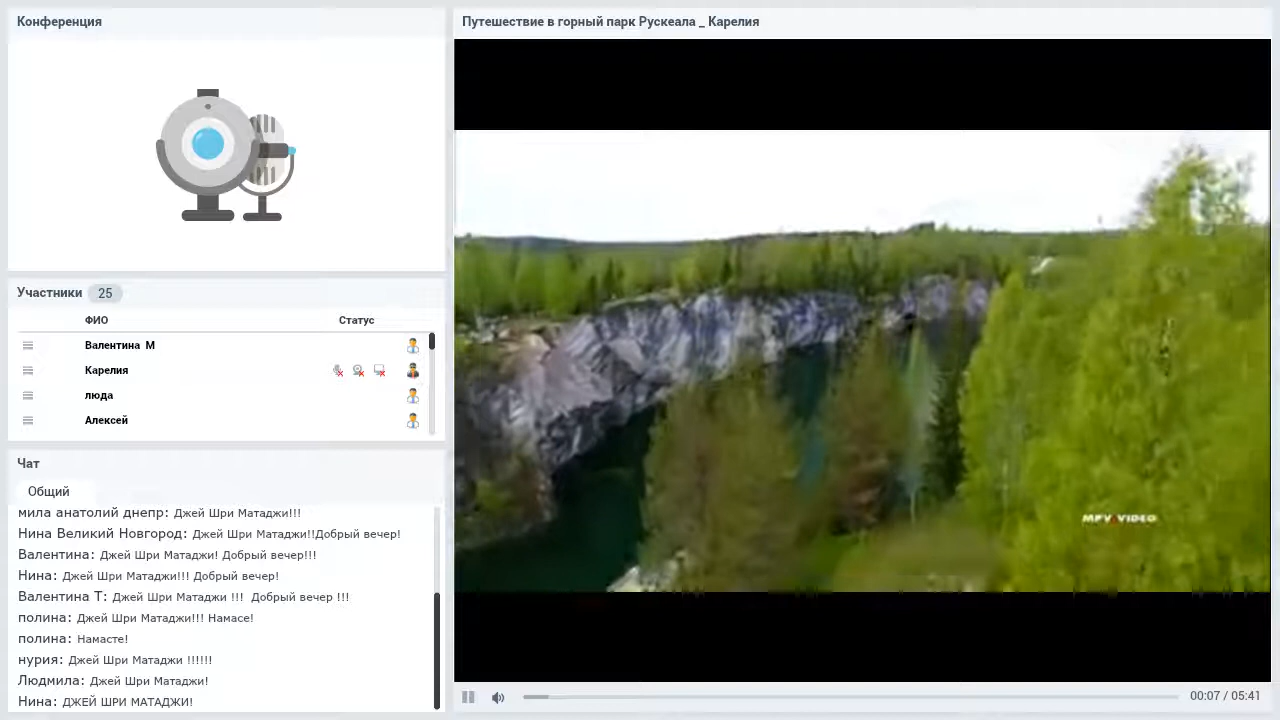 Конференция
Путешествие в горный парк Рускеала _ Карелия
Участники 25
ФИО Статус
Валентина М
Карелия
люда
Алексей
Чат
Общий
мила анатолий днепр: Джей Шри Матаджи!!!
Нина Великий Новгород: Джей Шри Матаджи!!Добрый вечер!
Валентина: Джей Шри Матаджи! Добрый вечер!!!
Нина: Джей Шри Матаджи!!! Добрый вечер!
Валентина Т: Джей Шри Матаджи !!! Добрый вечер !!!
полина: Джей Шри Матаджи!!! Намасе!
полина: Намасте!
нурия: Джей Шри Матаджи !!!!!!
Людмила: Джей Шри Матаджи!
Нина: ДЖЕЙ ШРИ МАТАДЖИ!
MPV VIDEO
00:07 / 05:41